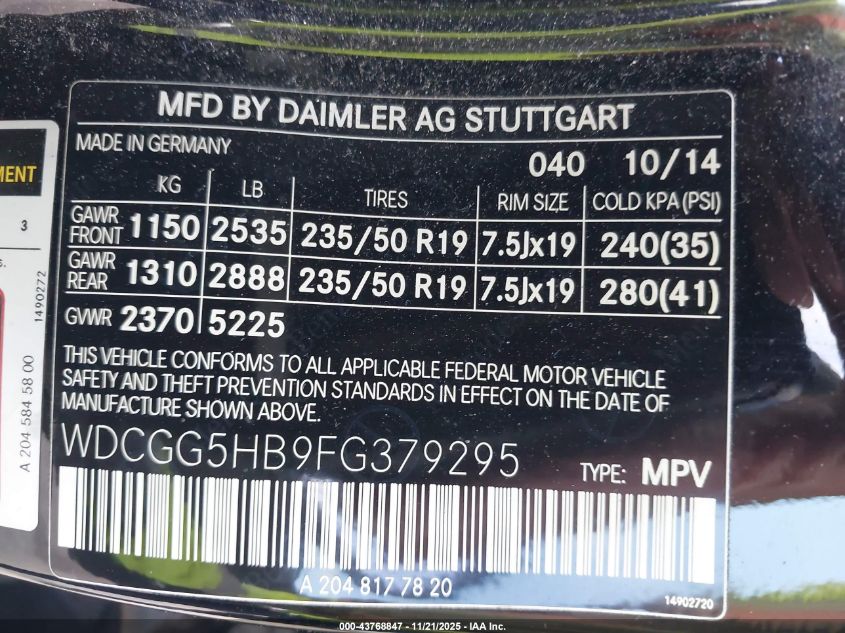 MFD BY DAIMLER AG STUTTGART
MADE IN GERMANY
040 10/14
KG LB TIRES RIM SIZE COLD KPA (PSI)
GAWR FRONT 1150 2535 235/50 R19 7.5Jx19 240(35)
GAWR REAR 1310 2888 235/50 R19 7.5Jx19 280(41)
GVWR 2370 5225
THIS VEHICLE CONFORMS TO ALL APPLICABLE FEDERAL MOTOR VEHICLE
SAFETY AND THEFT PREVENTION STANDARDS IN EFFECT ON THE DATE OF
MANUFACTURE SHOWN ABOVE.
WDCGG5HB9FG379295
TYPE: MPV
A 204 817 78 20
14902720
3
1490272
A 204 584 58 00
000-43768847 - 11/21/2025 - IAA Inc.